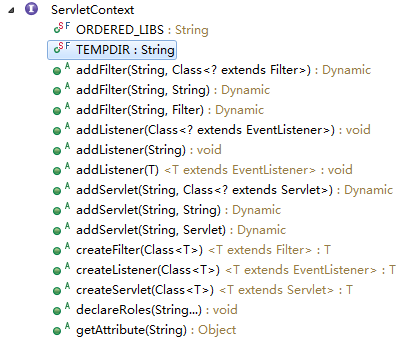 ServletContext
S F ORDERED_LIBS : String
S F TEMPDIR : String
A addFilter(String, Class<? extends Filter>) : Dynamic
A addFilter(String, String) : Dynamic
A addFilter(String, Filter) : Dynamic
A addListener(Class<? extends EventListener>) : void
A addListener(String) : void
A addListener(T) <T extends EventListener> : void
A addServlet(String, Class<? extends Servlet>) : Dynamic
A addServlet(String, String) : Dynamic
A addServlet(String, Servlet) : Dynamic
A createFilter(Class<T>) <T extends Filter> : T
A createListener(Class<T>) <T extends EventListener> : T
A createServlet(Class<T>) <T extends Servlet> : T
A declareRoles(String...) : void
A getAttribute(String) : Object